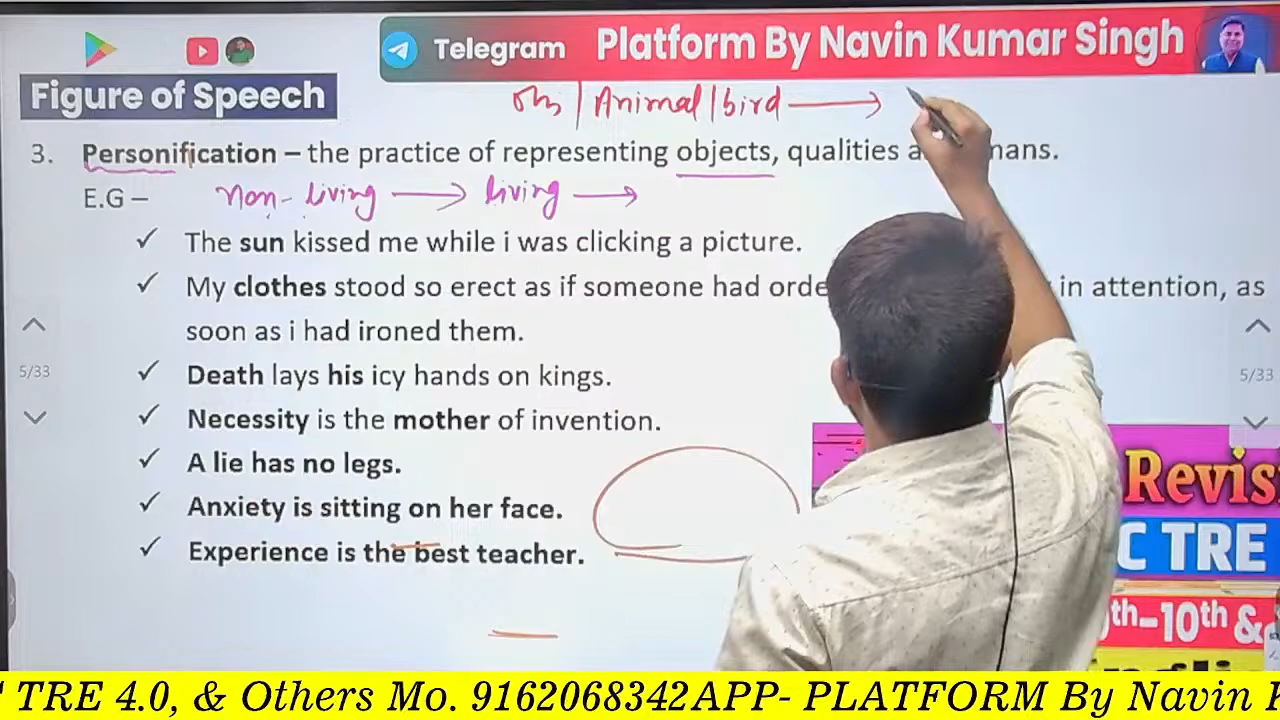 Telegram Platform By Navin Kumar Singh
Figure of Speech
Animal/bird
3. Personification – the practice of representing objects, qualities a mans.
E.G – Non-living living
✓ The sun kissed me while i was clicking a picture.
✓ My clothes stood so erect as if someone had orde in attention, as
soon as i had ironed them.
✓ Death lays his icy hands on kings.
✓ Necessity is the mother of invention.
✓ A lie has no legs.
✓ Anxiety is sitting on her face.
✓ Experience is the best teacher.
5/33
5/33
Revis
C TRE
th-10th &
TRE 4.0, & Others Mo. 9162068342APP- PLATFORM By Navin